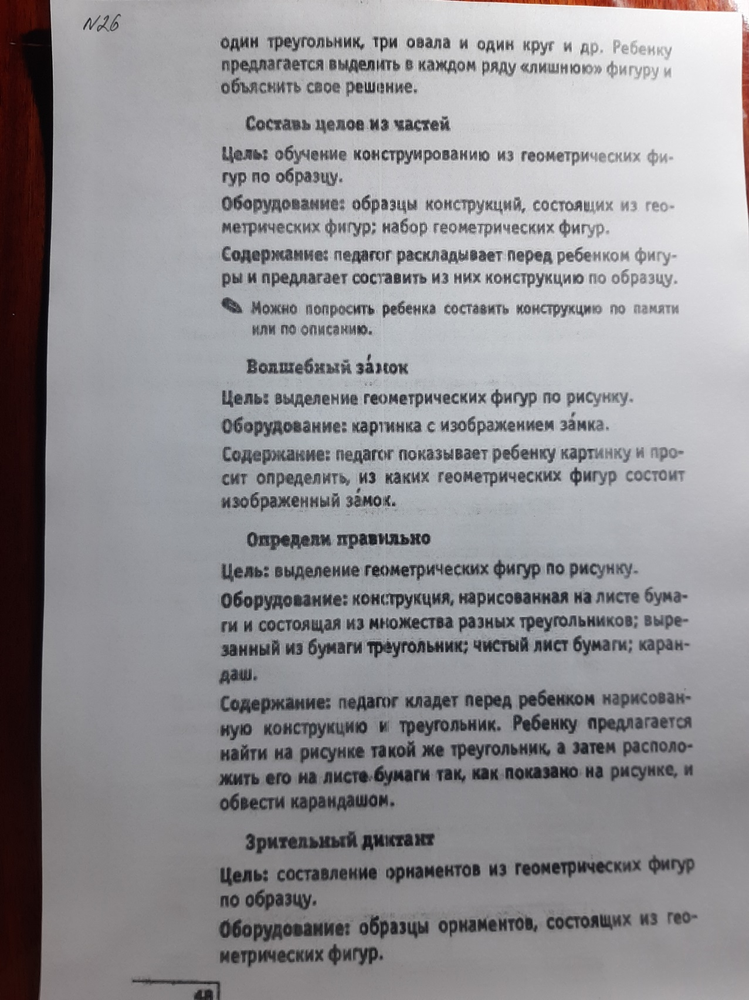 N26
один треугольник, три овала и один круг и др. Ребенку
предлагается выделить в каждом ряду «лишнюю» фигуру и
объяснить свое решение.
Составь целое из частей
Цель: обучение конструированию из геометрических фи-
гур по образцу.
Оборудование: образцы конструкций, состоящих из гео-
метрических фигур; набор геометрических фигур.
Содержание: педагог раскладывает перед ребенком фигу-
ры и предлагает составить из них конструкцию по образцу.
Можно попросить ребенка составить конструкцию по памяти
или по описанию.
Волшебный за́мок
Цель: выделение геометрических фигур по рисунку.
Оборудование: картинка с изображением за́мка.
Содержание: педагог показывает ребенку картинку и про-
сит определить, из каких геометрических фигур состоит
изображенный за́мок.
Определи правильно
Цель: выделение геометрических фигур по рисунку.
Оборудование: конструкция, нарисованная на листе бума-
ги и состоящая из множества разных треугольников; выре-
занный из бумаги треугольник; чистый лист бумаги; каран-
даш.
Содержание: педагог кладет перед ребенком нарисован-
ную конструкцию и треугольник. Ребенку предлагается
найти на рисунке такой же треугольник, а затем располо-
жить его на листе бумаги так, как показано на рисунке, и
обвести карандашом.
Зрительный диктант
Цель: составление орнаментов из геометрических фигур
по образцу.
Оборудование: образцы орнаментов, состоящих из гео-
метрических фигур.
48